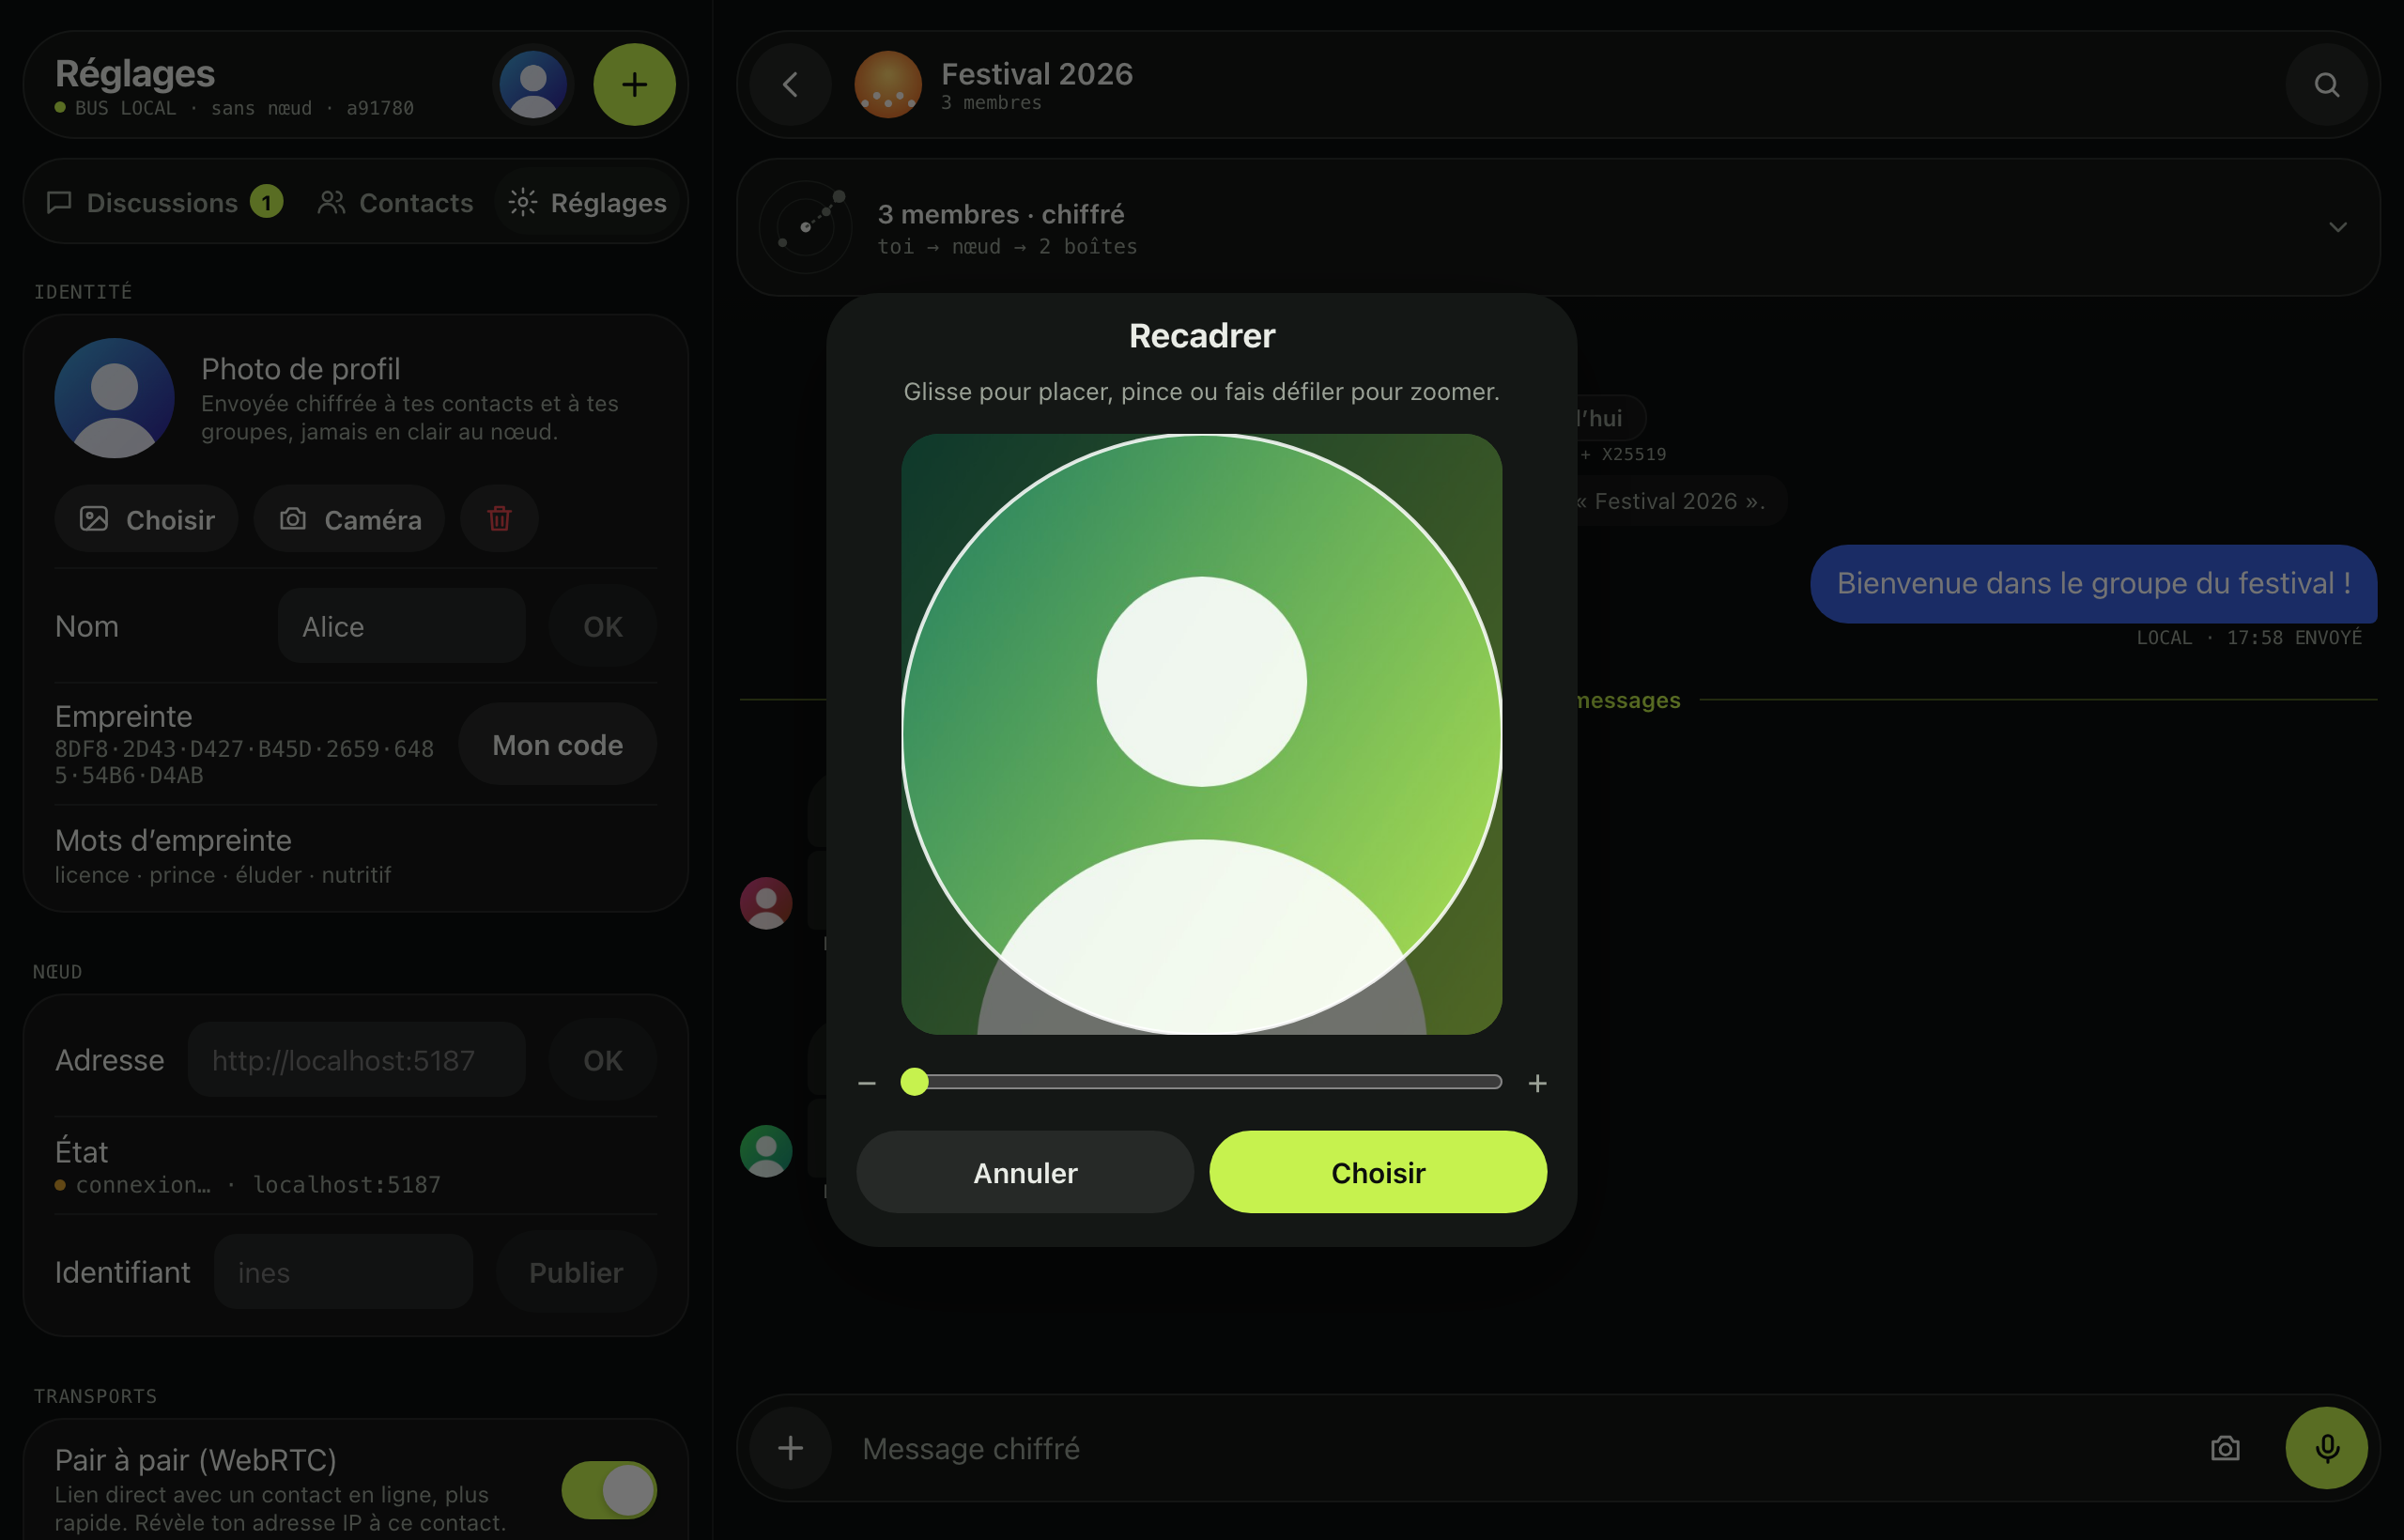 Réglages
BUS LOCAL · sans nœud · a91780
Discussions 1
Contacts
Réglages
IDENTITÉ
Photo de profil
Envoyée chiffrée à tes contacts et à tes
groupes, jamais en clair au nœud.
Choisir
Caméra
Nom
Alice
OK
Empreinte
8DF8·2D43·D427·B45D·2659·648
5·54B6·D4AB
Mon code
Mots d’empreinte
licence · prince · éluder · nutritif
NŒUD
Adresse
http://localhost:5187
OK
État
connexion… · localhost:5187
Identifiant
ines
Publier
TRANSPORTS
Pair à pair (WebRTC)
Lien direct avec un contact en ligne, plus
rapide. Révèle ton adresse IP à ce contact.
Festival 2026
3 membres
3 membres · chiffré
toi → nœud → 2 boîtes
+ X25519
« Festival 2026 ».
Bienvenue dans le groupe du festival !
LOCAL · 17:58 ENVOYÉ
messages
Recadrer
Glisse pour placer, pince ou fais défiler pour zoomer.
− +
Annuler
Choisir
Message chiffré